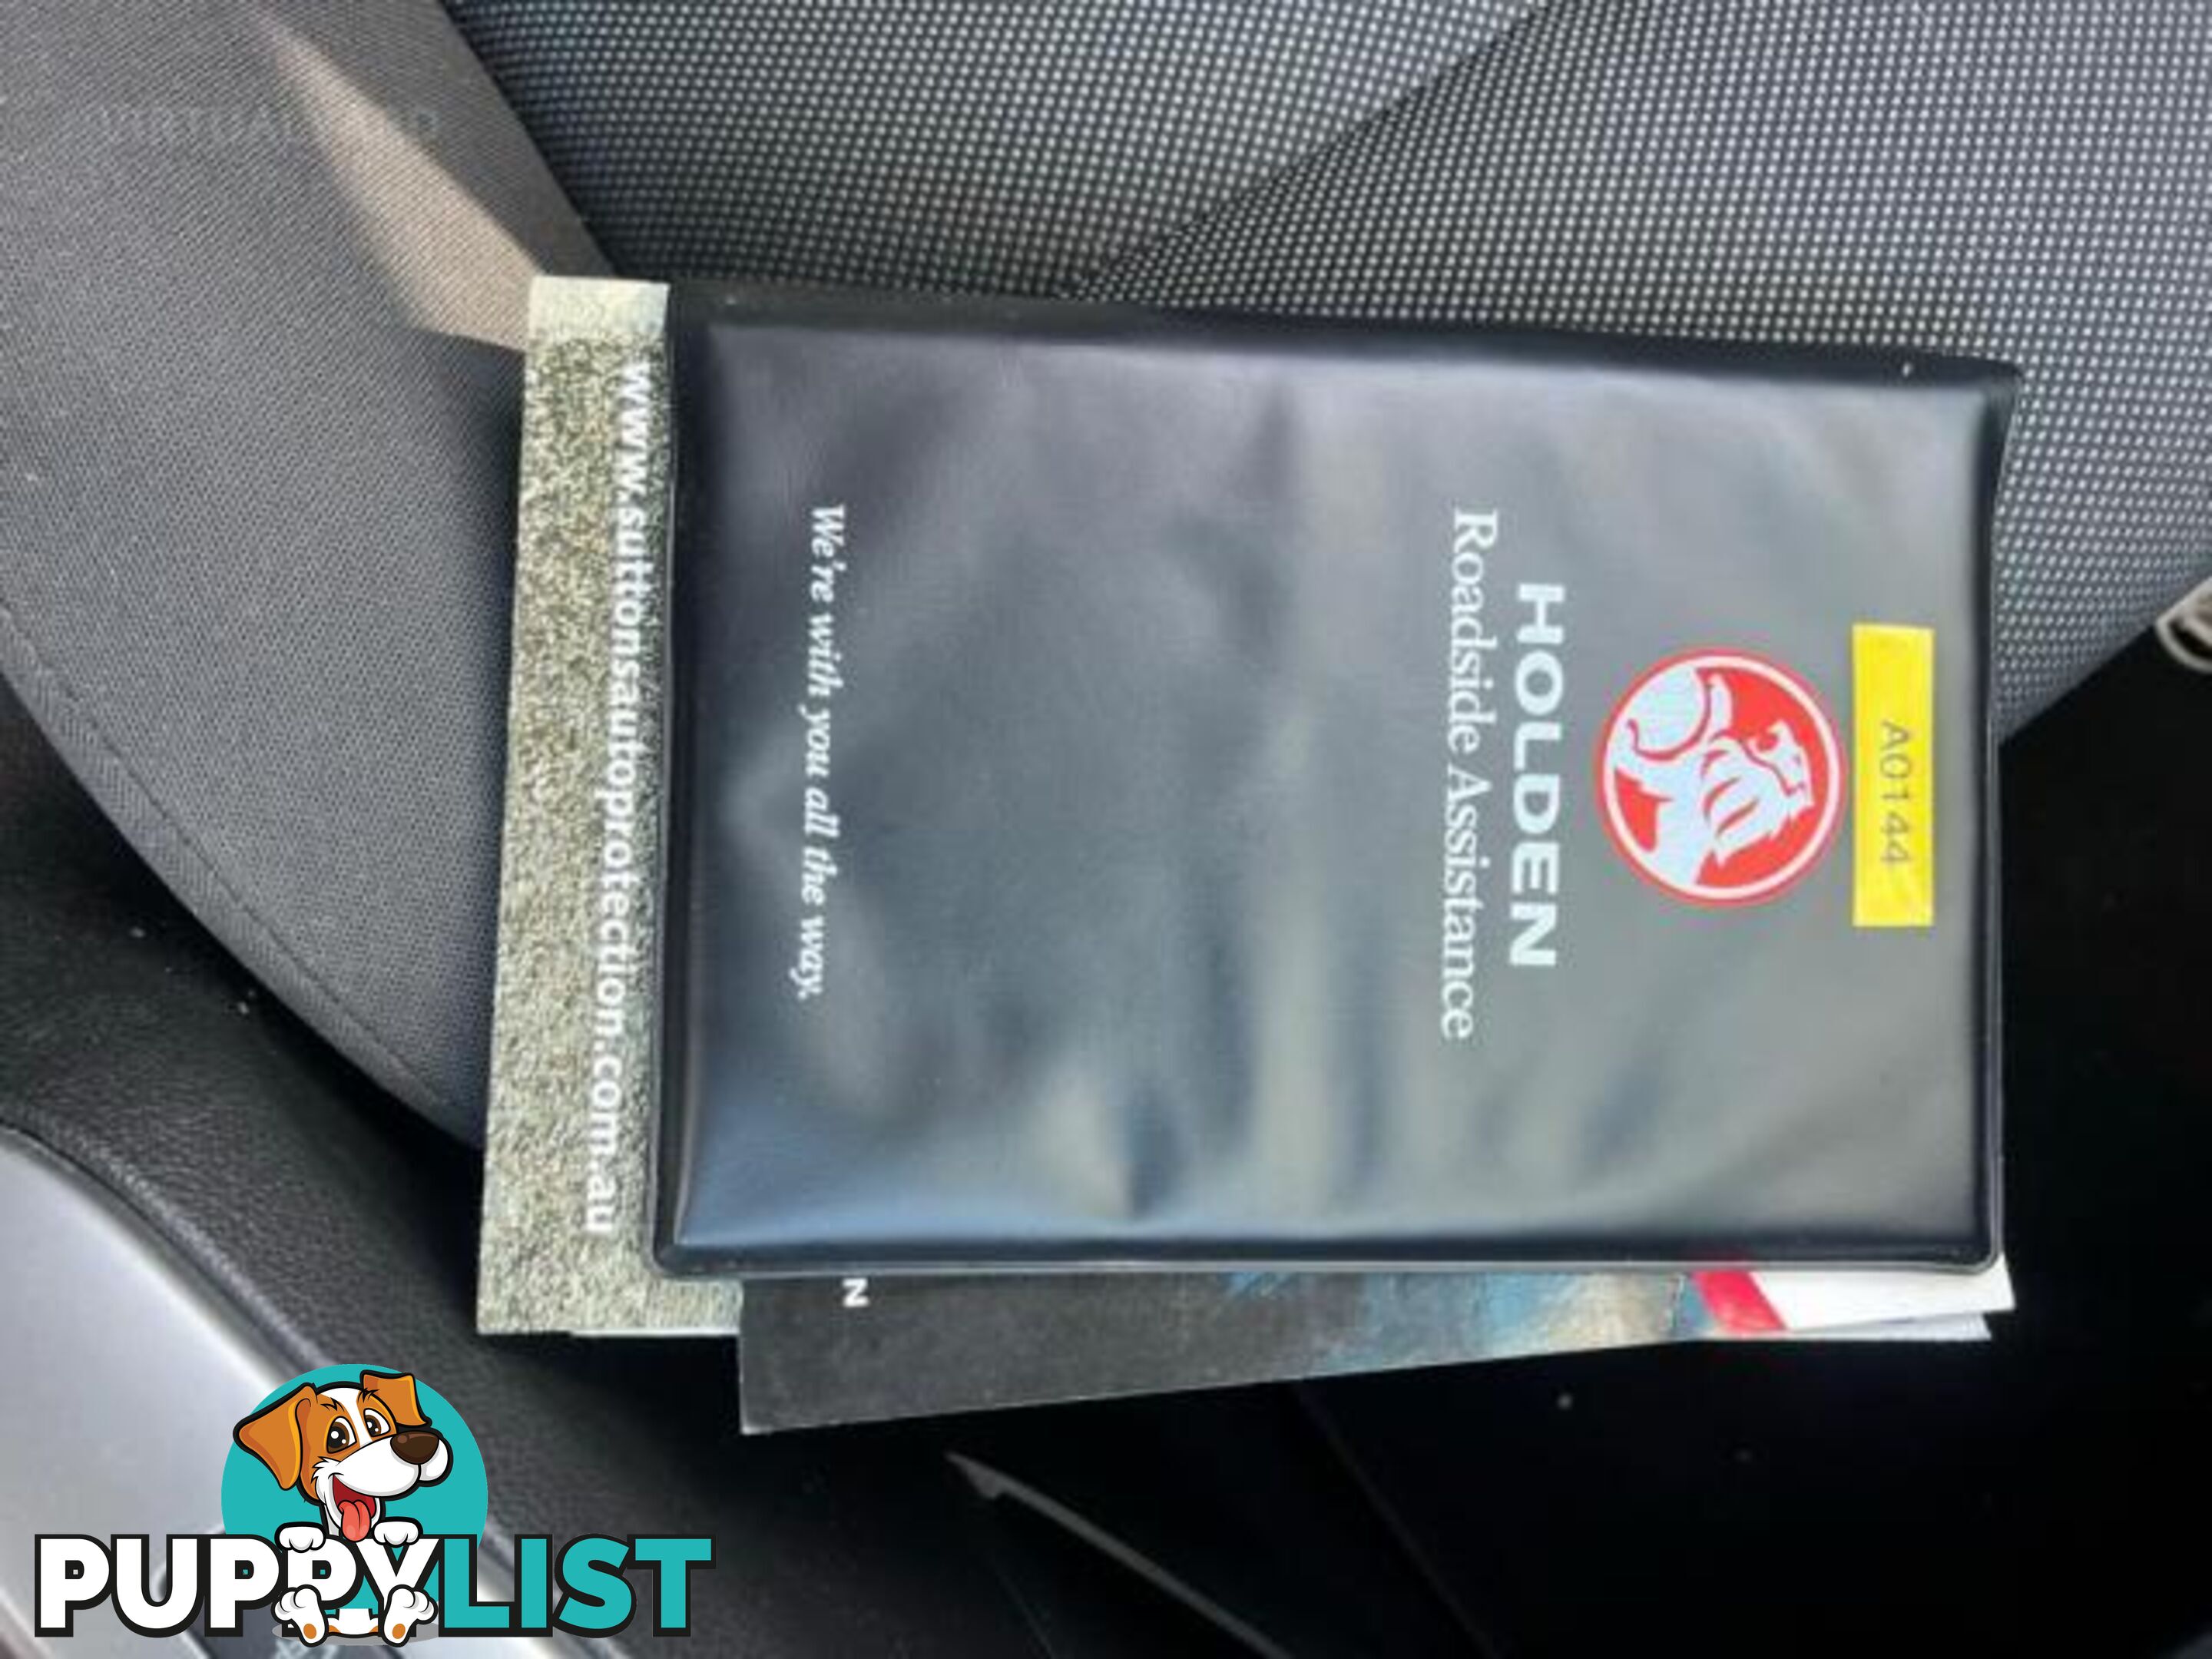 A0144
HOLDEN
Roadside Assistance
We're with you all the way.
www.suttonsautoprotection.com.au
N
PUPPYLIST